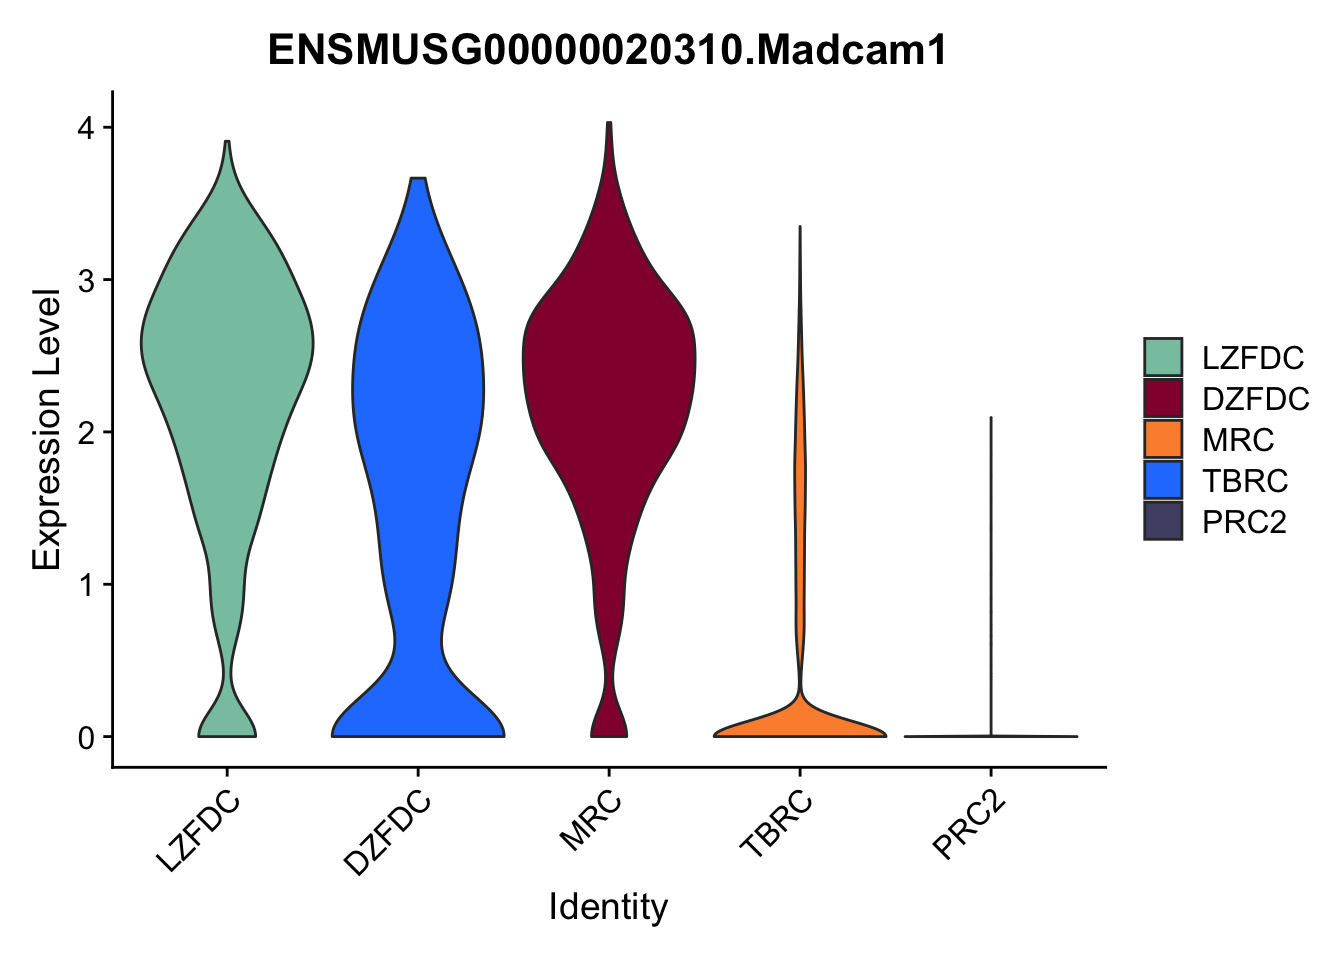 ENSMUSG00000020310.Madcam1
Expression Level
4
3
2
1
0
LZFDC
DZFDC
MRC
TBRC
PRC2
Identity
LZFDC
DZFDC
MRC
TBRC
PRC2